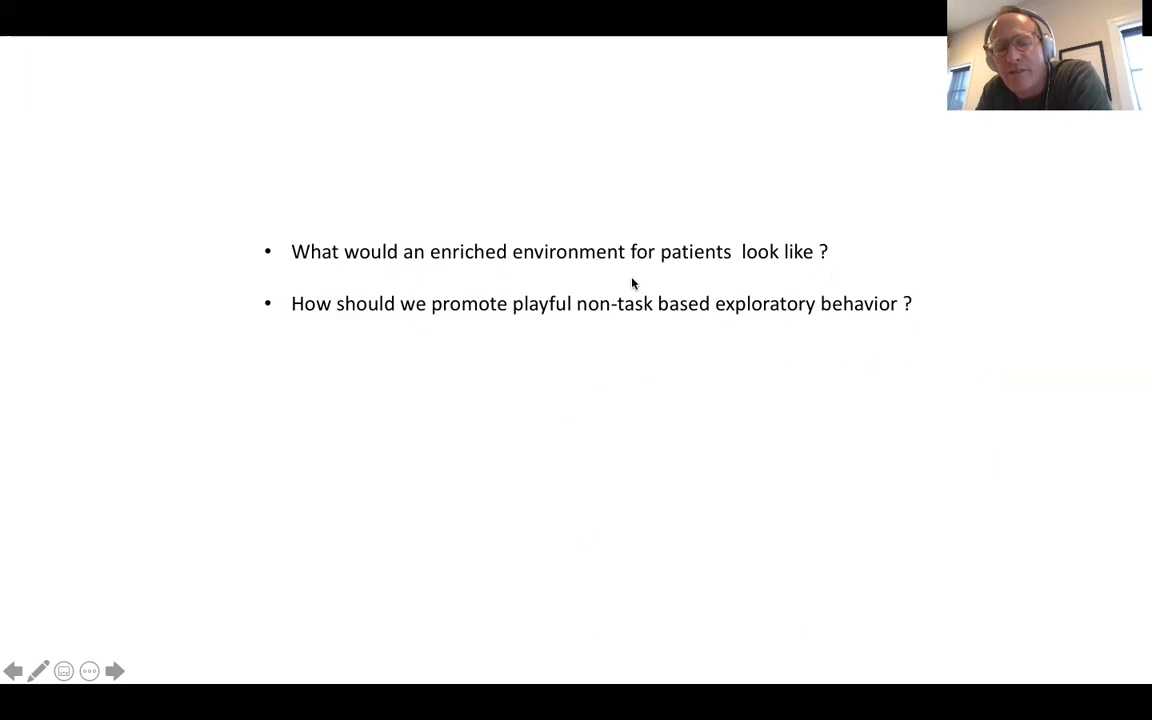 • What would an enriched environment for patients  look like ?
• How should we promote playful non-task based exploratory behavior ?